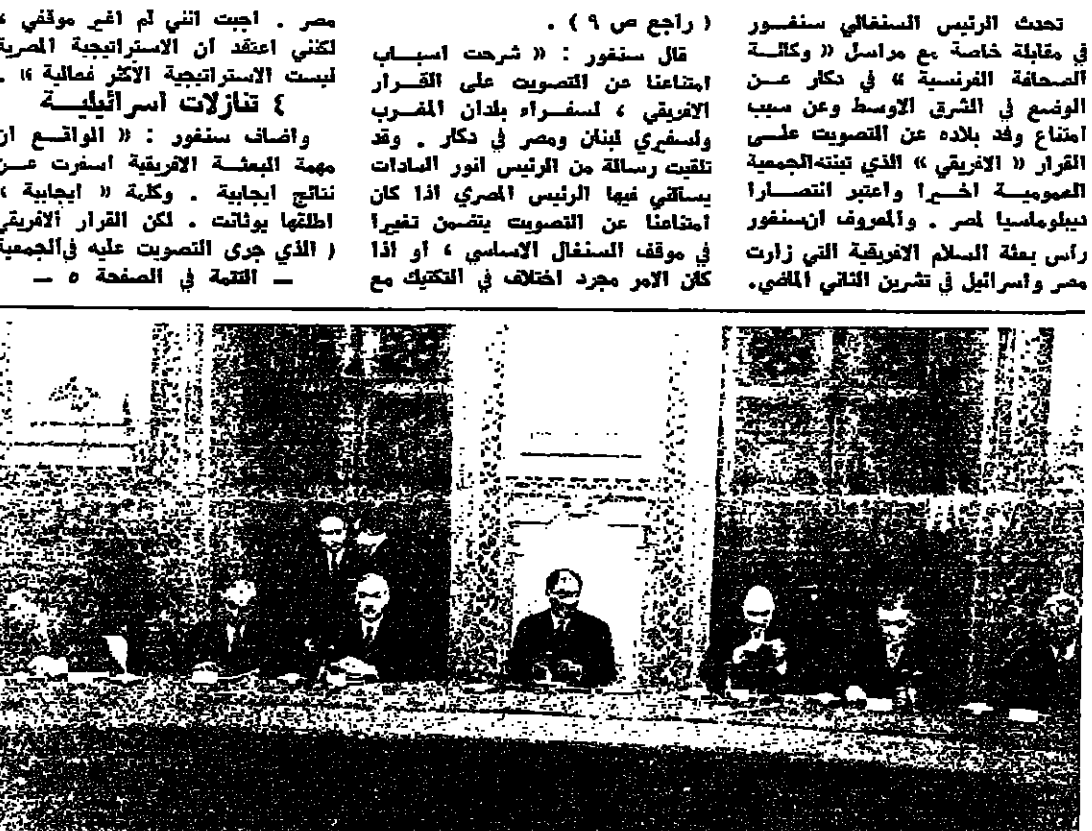 تحدث الرئيس السنغالي سنغور
في مقابلة خاصة مع مراسل « وكالة
الصحافة الفرنسية » في دكار عن
الوضع في الشرق الاوسط وعن سبب
امتناع وفد بلاده عن التصويت على
القرار « الافريقي » الذي تبنته الجمعية
العمومية اخيرا واعتبر انتصارا
ديبلوماسيا لمصر . والمعروف ان سنغور
رأس بعثة السلام الافريقية التي زارت
مصر واسرائيل في تشرين الثاني الماضي.
( راجع ص ٩ ) .
قال سنغور : « شرحت اسباب
امتناعنا عن التصويت على القرار
الافريقي ، لسفراء بلدان المغرب
ولسفيري لبنان ومصر في دكار . وقد
تلقيت رسالة من الرئيس انور السادات
يسألني فيها الرئيس المصري اذا كان
امتناعنا عن التصويت يتضمن تغيرا
في موقف السنغال الاساسي ، أو اذا
كان الامر مجرد اختلاف في التكتيك مع
مصر . اجبت انني لم اغير موقفي ،
لكنني اعتقد ان الاستراتيجية المصرية
ليست الاستراتيجية الاكثر فعالية » .
٤ تنازلات اسرائيلية
واضاف سنغور : « الواقع ان
مهمة البعثة الافريقية اسفرت عن
نتائج ايجابية . وكلمة « ايجابية »
اطلقها يوثانت . لكن القرار الافريقي
( الذي جرى التصويت عليه في الجمعية
— التتمة في الصفحة ٥ —